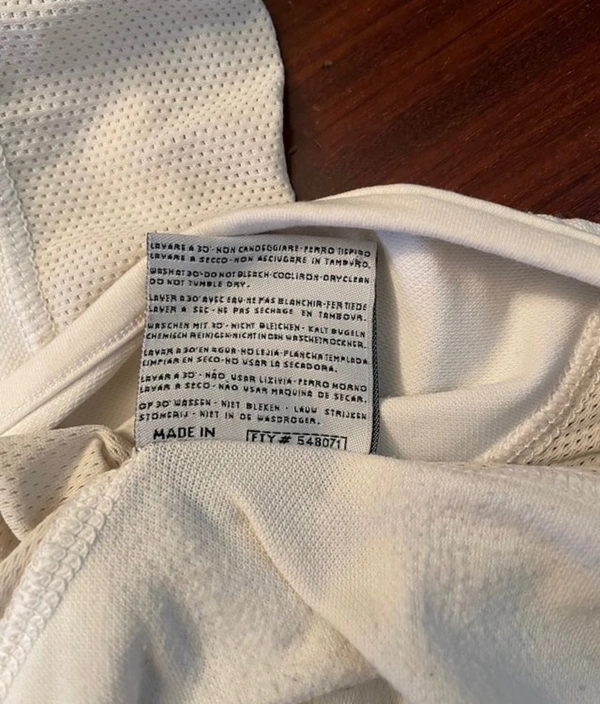 LAVARE A 30°-NON CANDEGGIARE-FERRO TIEPIDO
LAVARE A SECCO-NON ASCIUGARE IN TAMBURO.
WASH AT 30°-DO NOT BLEACH-COOL IRON-DRY CLEAN
DO NOT TUMBLE DRY.
LAVER A 30° AVEC EAU-NE PAS BLANCHIR-FER TIEDE
LAVER A SEC-NE PAS SECHAGE EN TAMBOUR.
WASCHEN MIT 30°-NICHT BLEICHEN-KALT BUGELN
CHEMISCH REINIGEN-NICHT IN DEN WASCHETROCKNER.
LAVAR A 30° EN AGUA-NO LEJIA-PLANCHA TEMPLADA
LIMPIAR EN SECO-NO USAR LA SECADORA.
LAVAR A 30°-NÃO USAR LIXIVIA-FERRO MORNO
LAVAR A SECO-NÃO USAR MAQUINA DE SECAR.
OP 30° WASSEN-NIET BLEKEN-LAUW STRIJKEN
STOMERIJ-NIET IN DE WASDROGER.
MADE IN FTY# 548071